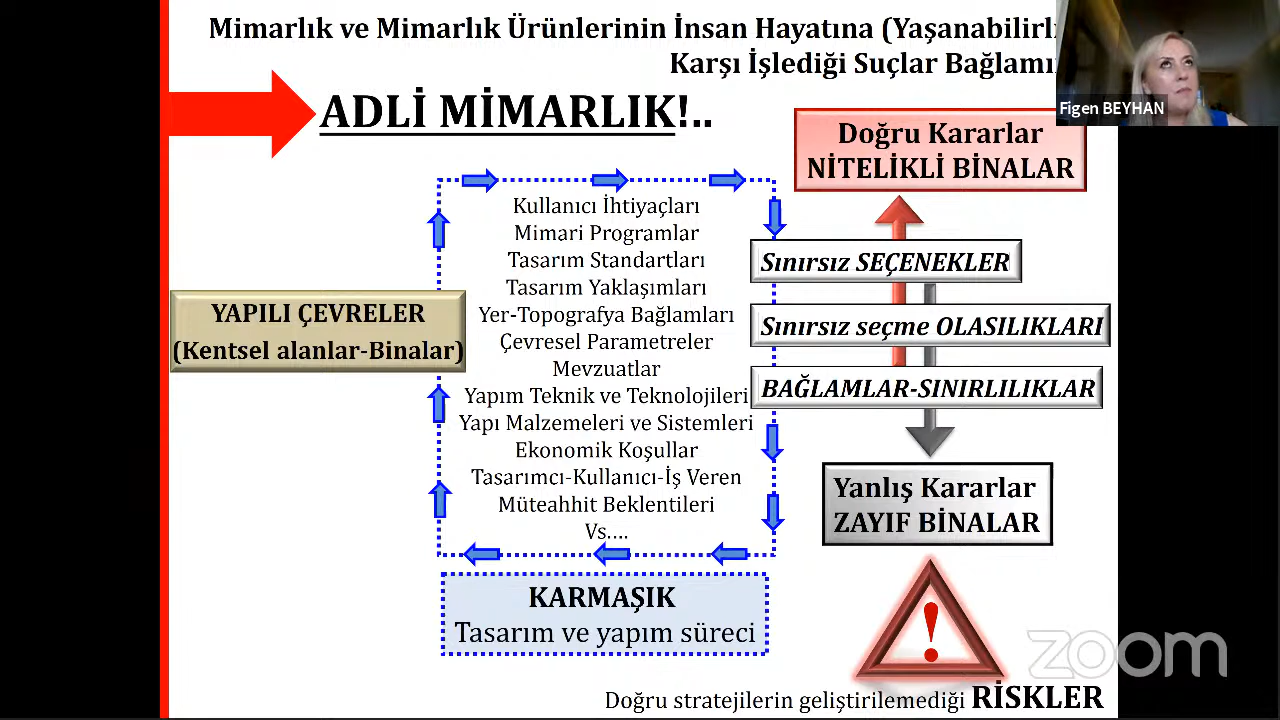 Mimarlık ve Mimarlık Ürünlerinin İnsan Hayatına
Karşı İşlediği Suçlar
ADLİ MİMARLIK!..
Figen BEYHAN
Doğru Kararlar
NİTELİKLİ BİNALAR
Kullanıcı İhtiyaçları
Mimari Programlar
Tasarım Standartları
Tasarım Yaklaşımları
Yer-Topografya Bağlamları
Çevresel Parametreler
Mevzuatlar
Yapım Teknik ve Teknolojileri
Yapı Malzemeleri ve Sistemleri
Ekonomik Koşullar
Tasarımcı-Kullanıcı-İş Veren
Müteahhit Beklentileri
Vs....
YAPILI ÇEVRELER
(Kentsel alanlar-Binalar)
Sınırsız SEÇENEKLER
Sınırsız seçme OLASILIKLARI
BAĞLAMLAR-SINIRLILIKLAR
Yanlış Kararlar
ZAYIF BİNALAR
KARMAŞIK
Tasarım ve yapım süreci
!
zoom
Doğru stratejilerin geliştirilemediği RİSKLER